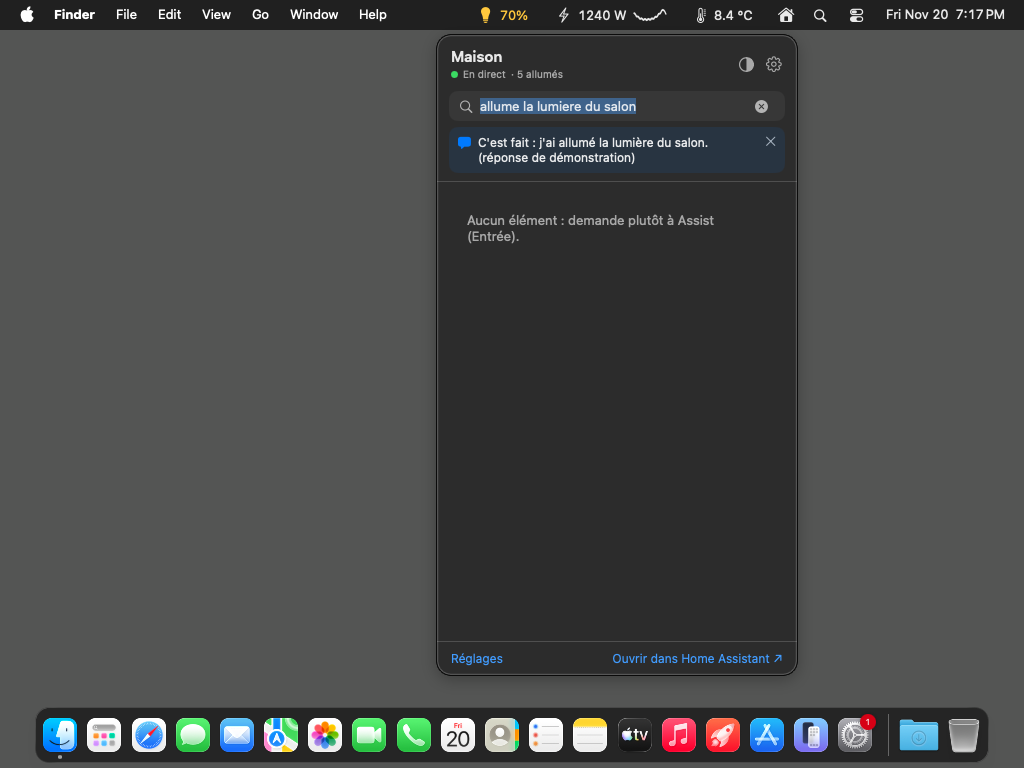 Finder File Edit View Go Window Help 70% 1240 W 8.4 °C Fri Nov 20 7:17 PM
Maison
En direct · 5 allumés
allume la lumiere du salon
C'est fait : j'ai allumé la lumière du salon.
(réponse de démonstration)
Aucun élément : demande plutôt à Assist
(Entrée).
Réglages Ouvrir dans Home Assistant ↗
Fri
20
tv
1